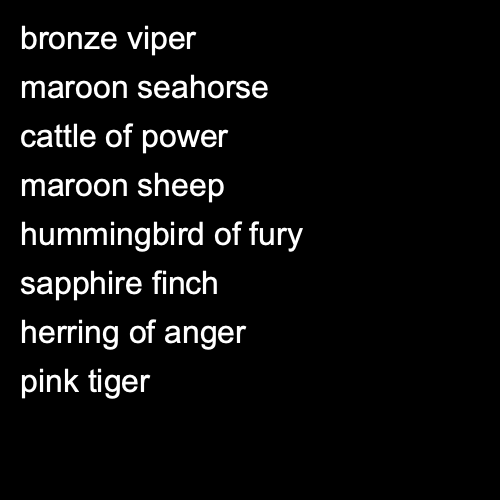 bronze viper
maroon seahorse
cattle of power
maroon sheep
hummingbird of fury
sapphire finch
herring of anger
pink tiger